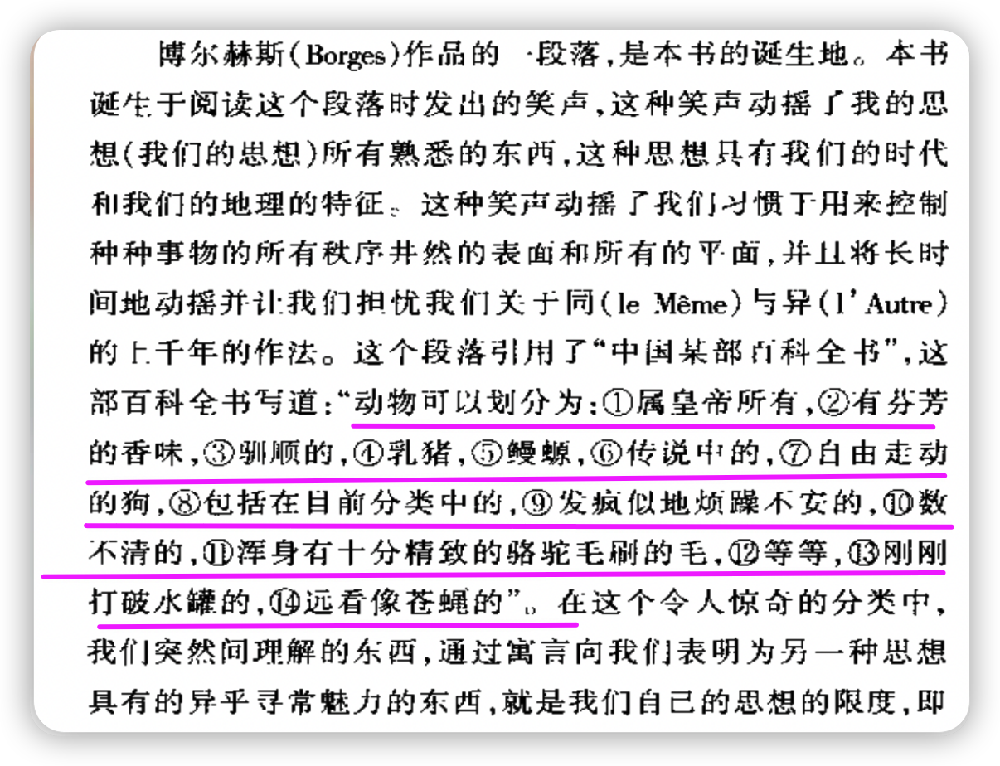 博尔赫斯(Borges)作品的一段落,是本书的诞生地。本书
诞生于阅读这个段落时发出的笑声,这种笑声动摇了我的思
想(我们的思想)所有熟悉的东西,这种思想具有我们的时代
和我们的地理的特征。这种笑声动摇了我们习惯于用来控制
种种事物的所有秩序井然的表面和所有的平面,并且将长时
间地动摇并让我们担忧我们关于同(le Même)与异(l’Autre)
的上千年的作法。这个段落引用了“中国某部百科全书”,这
部百科全书写道:“动物可以划分为:①属皇帝所有,②有芬芳
的香味,③驯顺的,④乳猪,⑤鳗螈,⑥传说中的,⑦自由走动
的狗,⑧包括在目前分类中的,⑨发疯似地烦躁不安的,⑩数
不清的,⑪浑身有十分精致的骆驼毛刷的毛,⑫等等,⑬刚刚
打破水罐的,⑭远看像苍蝇的”。在这个令人惊奇的分类中,
我们突然间理解的东西,通过寓言向我们表明为另一种思想
具有的异乎寻常魅力的东西,就是我们自己的思想的限度,即